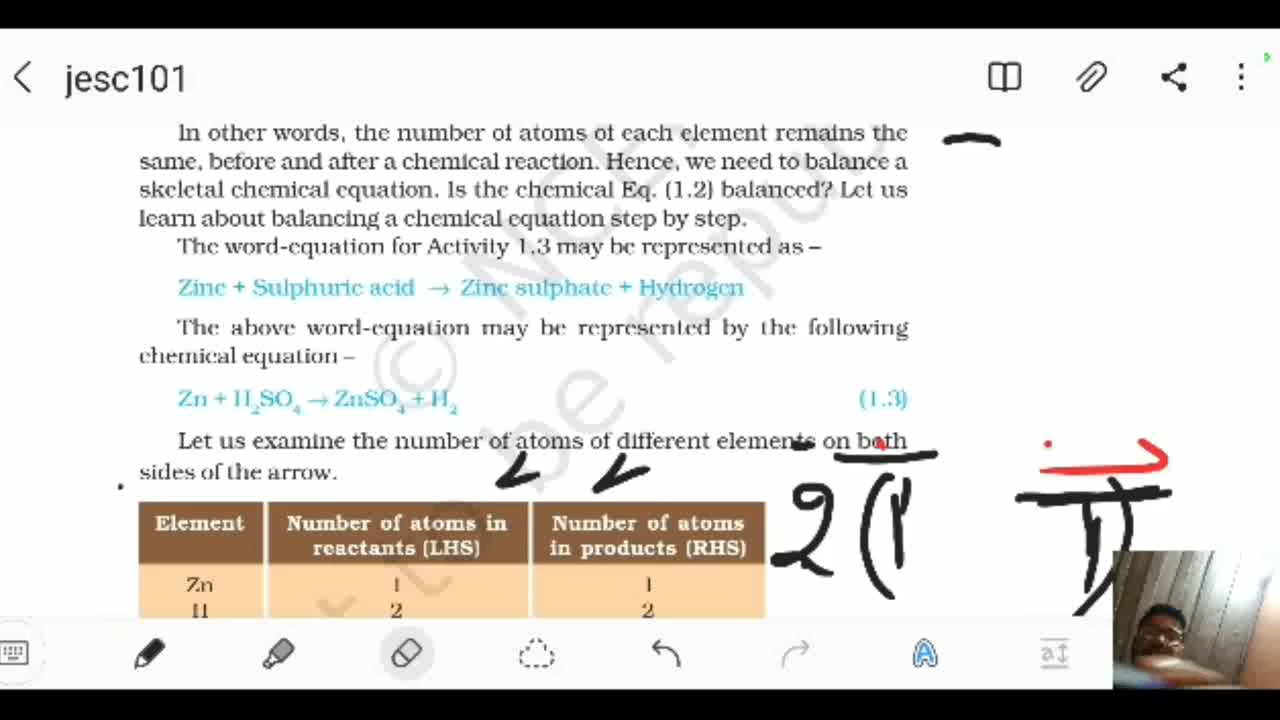 jesc101
In other words, the number of atoms of each element remains the
same, before and after a chemical reaction. Hence, we need to balance a
skeletal chemical equation. Is the chemical Eq. (1.2) balanced? Let us
learn about balancing a chemical equation step by step.
The word-equation for Activity 1.3 may be represented as –
Zinc + Sulphuric acid → Zinc sulphate + Hydrogen
The above word-equation may be represented by the following
chemical equation –
Zn + H₂SO₄ → ZnSO₄ + H₂ (1.3)
Let us examine the number of atoms of different elements on both
sides of the arrow.
Element Number of atoms in reactants (LHS) Number of atoms in products (RHS)
Zn 1 1
H 2 2
2 (1 1)